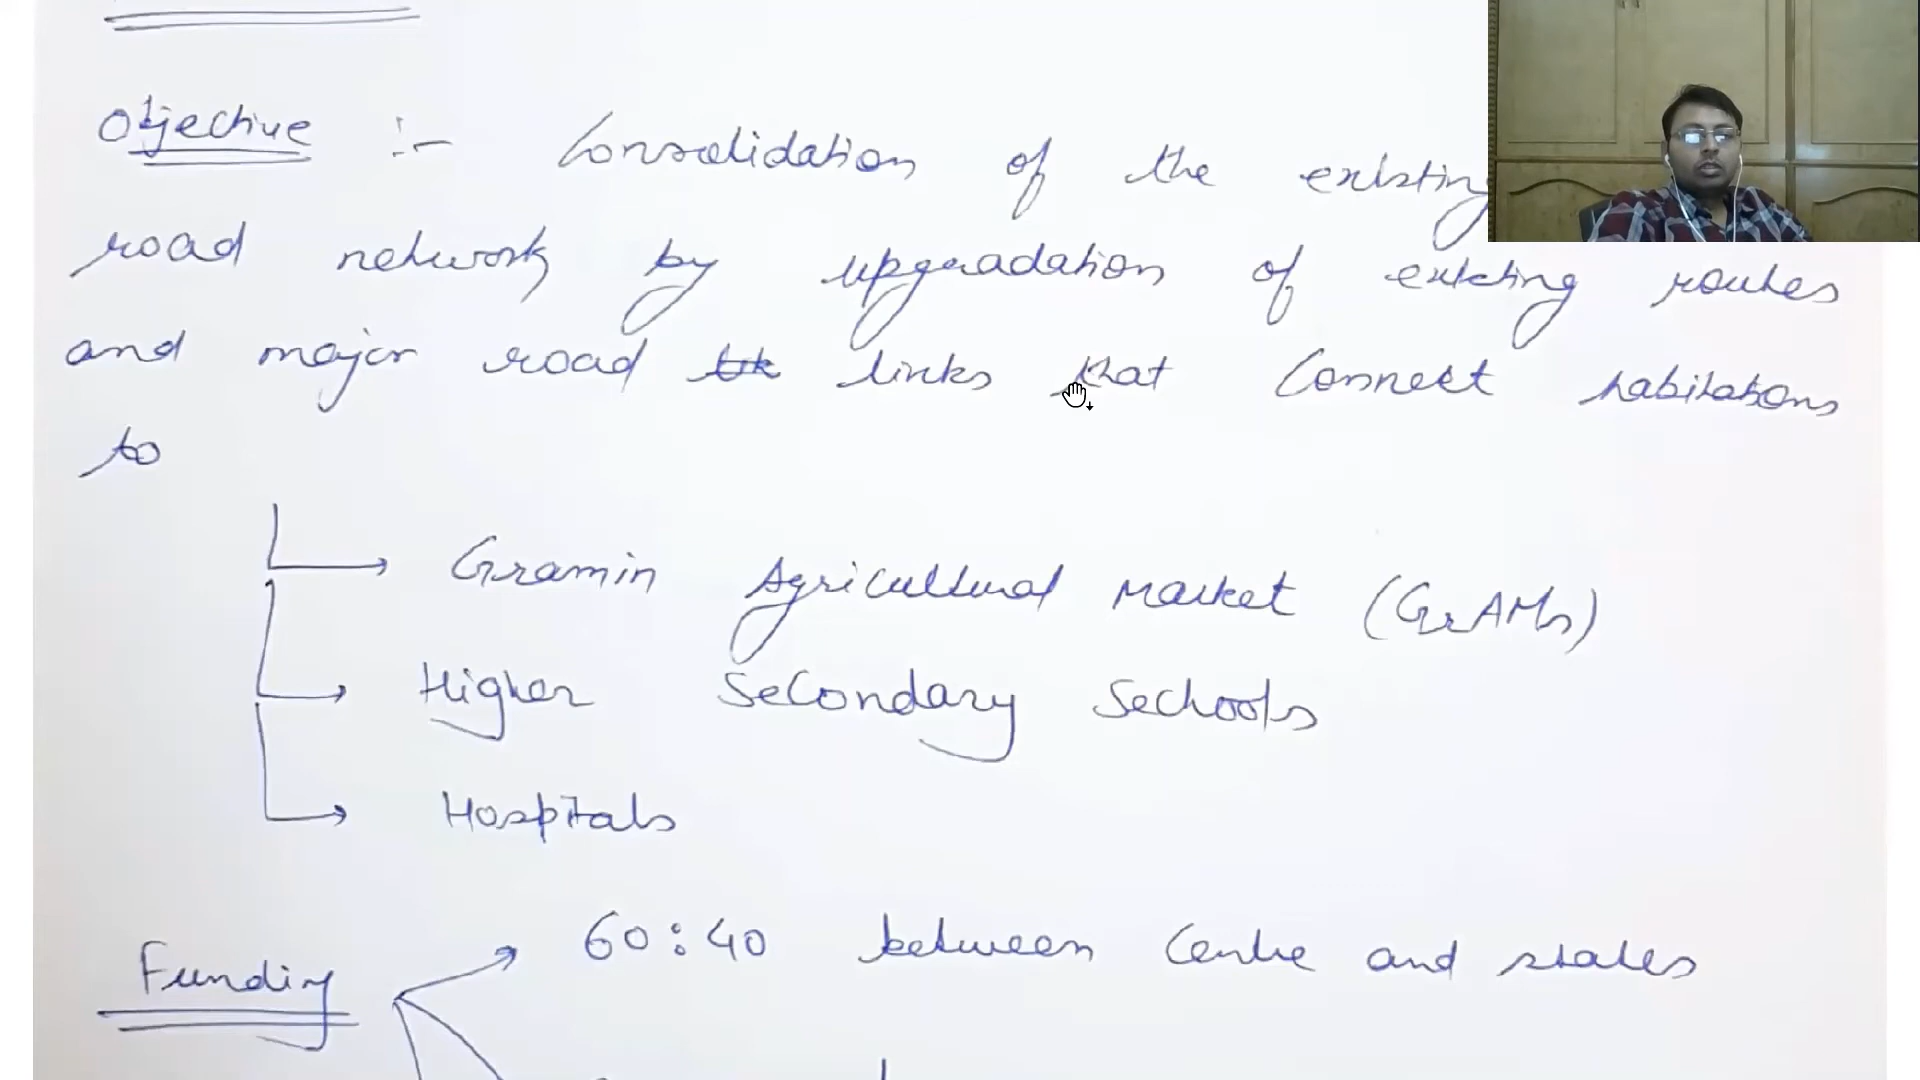 Objective :- Consolidation of the existing
road network by upgradation of existing routes
and major road links that connect habitations
to
Gramin Agricultural Market (GrAMs)
Higher Secondary Sechools
Hospitals
Funding
60:40 between Centre and states